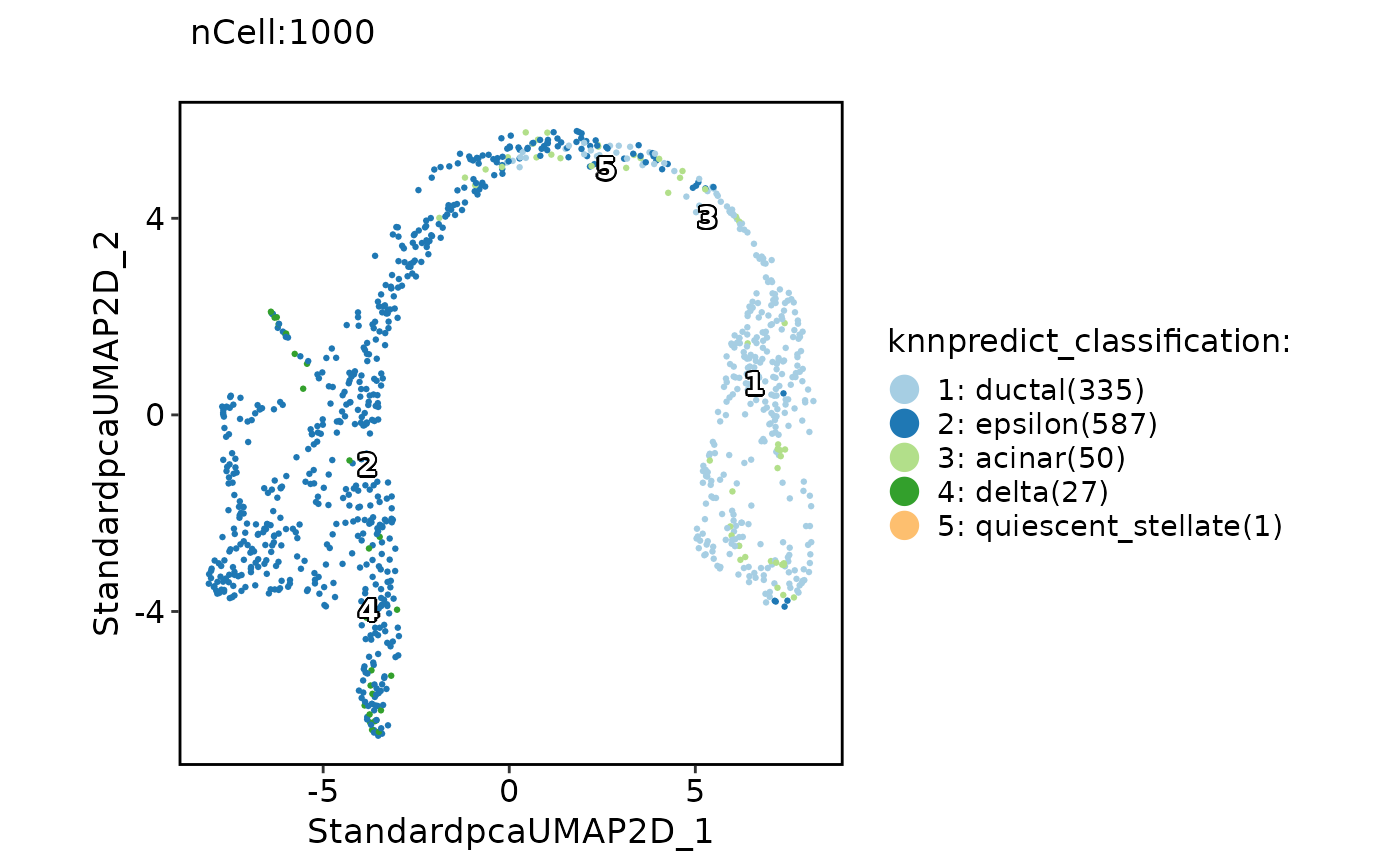 nCell:1000
StandardpcaUMAP2D_2
4
0
-4
5
3
1
2
4
-5
0
5
StandardpcaUMAP2D_1
knnpredict_classification:
1: ductal(335)
2: epsilon(587)
3: acinar(50)
4: delta(27)
5: quiescent_stellate(1)